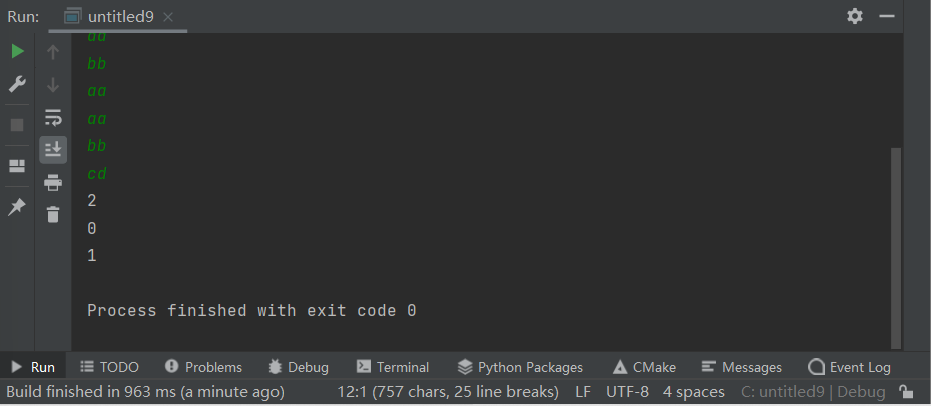 Run: untitled9
aa
bb
aa
aa
bb
cd
2
0
1
Process finished with exit code 0
Run TODO Problems Debug Terminal Python Packages CMake Messages Event Log
Build finished in 963 ms (a minute ago) 12:1 (757 chars, 25 line breaks) LF UTF-8 4 spaces C: untitled9 | Debug